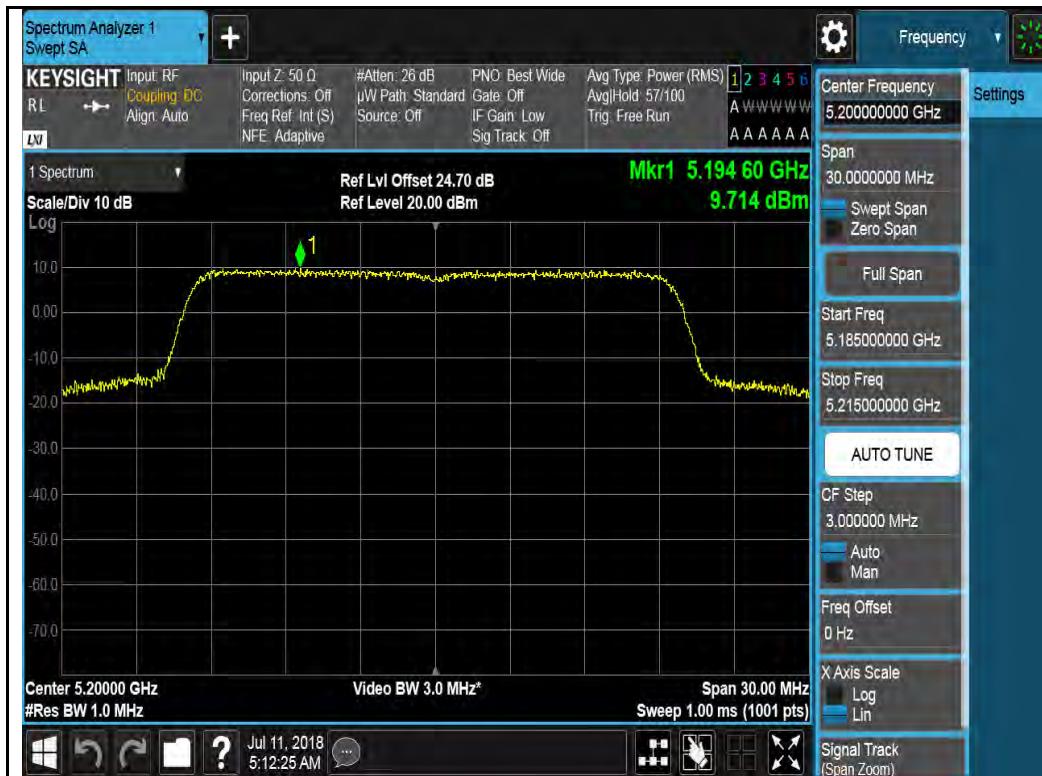 Spectrum Analyzer 1
Swept SA
+
Frequency
KEYSIGHT
R L
LXI
Input: RF
Coupling: DC
Align: Auto
Input Z: 50 Ω
Corrections: Off
Freq Ref: Int (S)
NFE: Adaptive
#Atten: 26 dB
µW Path: Standard
Source: Off
PNO: Best Wide
Gate: Off
IF Gain: Low
Sig Track: Off
Avg Type: Power (RMS)
Avg|Hold: 57/100
Trig: Free Run
1 2 3 4 5 6
A W W W W W
A A A A A A
1 Spectrum
Scale/Div 10 dB
Ref Lvl Offset 24.70 dB
Ref Level 20.00 dBm
Mkr1 5.194 60 GHz
9.714 dBm
Log
1
10.0
0.00
-10.0
-20.0
-30.0
-40.0
-50.0
-60.0
-70.0
Center 5.20000 GHz
#Res BW 1.0 MHz
Video BW 3.0 MHz*
Span 30.00 MHz
Sweep 1.00 ms (1001 pts)
?
Jul 11, 2018
5:12:25 AM
Center Frequency
5.200000000 GHz
Span
30.0000000 MHz
Swept Span
Zero Span
Full Span
Start Freq
5.185000000 GHz
Stop Freq
5.215000000 GHz
AUTO TUNE
CF Step
3.000000 MHz
Auto
Man
Freq Offset
0 Hz
X Axis Scale
Log
Lin
Signal Track
(Span Zoom)
Settings